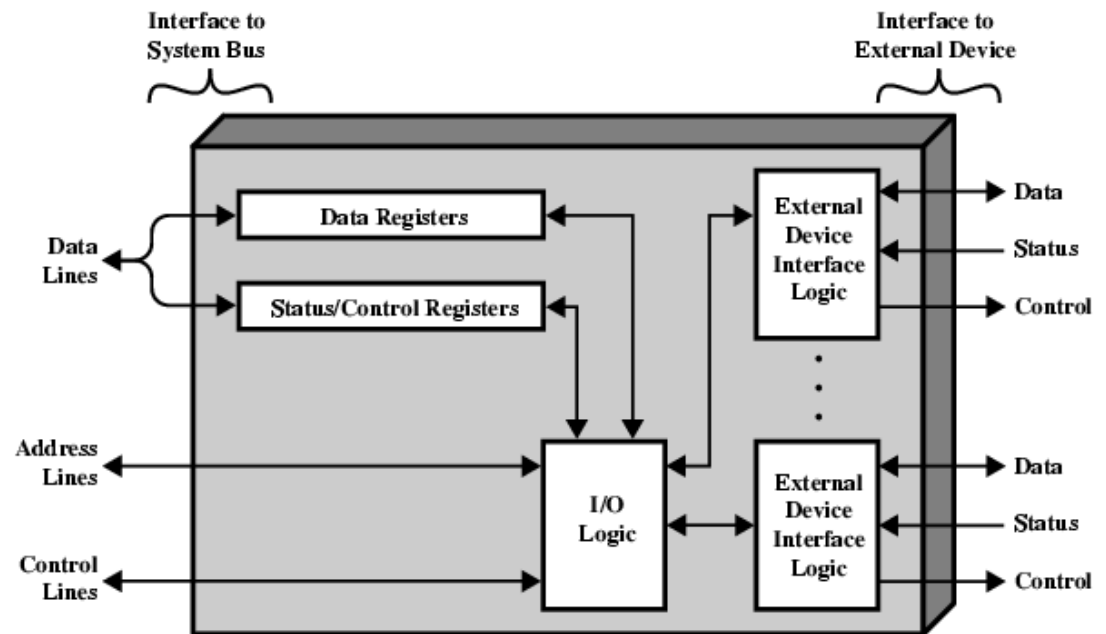 Interface to
System Bus
Interface to
External Device
Data Registers
External
Device
Interface
Logic
Data
Status
Control
Data
Lines
Status/Control Registers
Address
Lines
I/O
Logic
External
Device
Interface
Logic
Data
Status
Control
Control
Lines